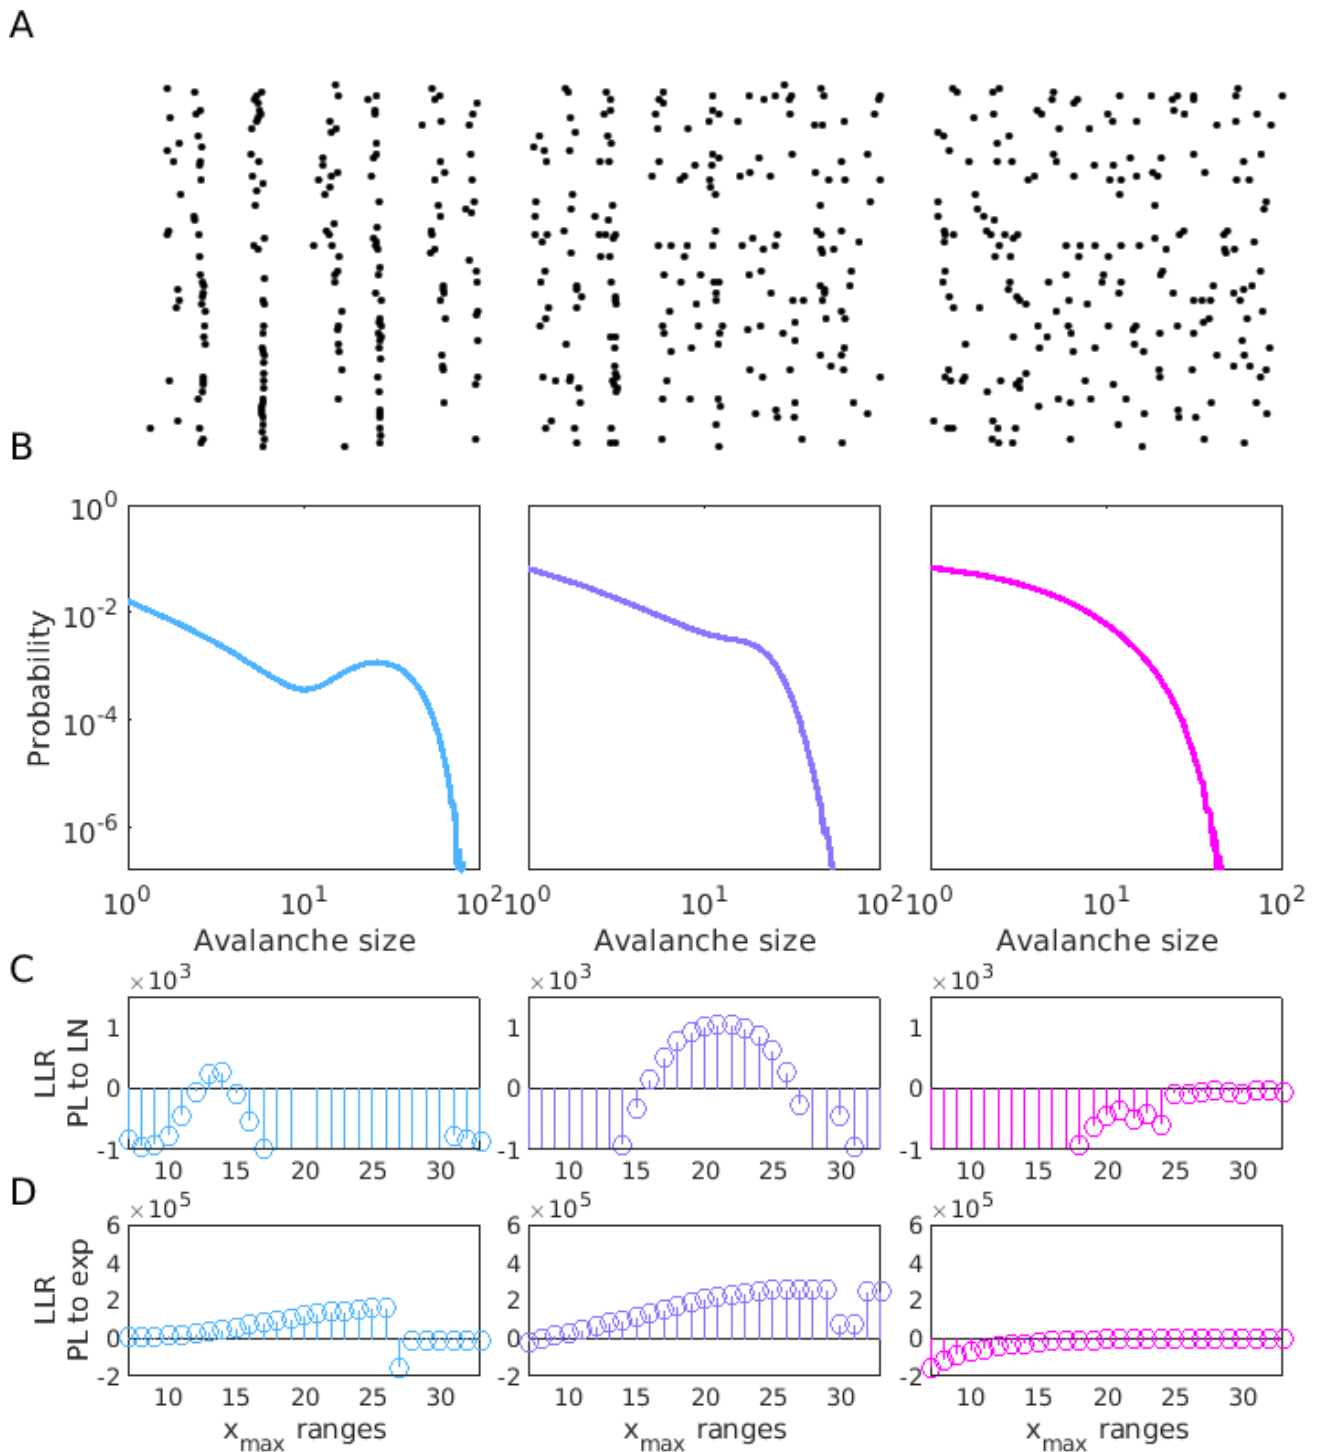 A
B
10^0
10^-2
10^-4
10^-6
Probability
10^0 10^1 10^2 10^0 10^1 10^2 10^0 10^1 10^2
Avalanche size Avalanche size Avalanche size
C
×10^3 ×10^3 ×10^3
LLR
PL to LN
1 1 1
0 0 0
-1 -1 -1
10 15 20 25 30 10 15 20 25 30 10 15 20 25 30
D
×10^5 ×10^5 ×10^5
LLR
PL to exp
6 6 6
4 4 4
2 2 2
0 0 0
-2 -2 -2
10 15 20 25 30 10 15 20 25 30 10 15 20 25 30
x_max ranges x_max ranges x_max ranges